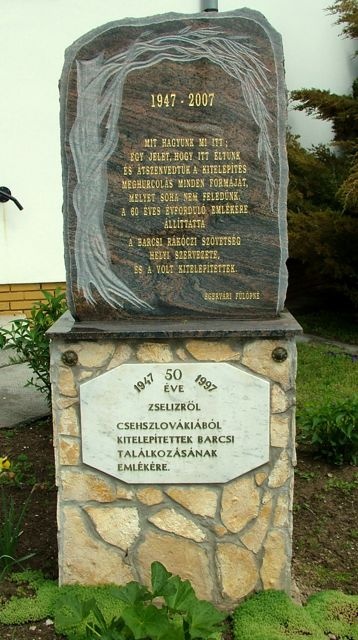 1947 - 2007
MIT HAGYUNK MI ITT ;
EGY JELET, HOGY ITT ÉLTÜNK
ÉS ÁTSZENVEDTÜK A KITELEPÍTÉS
MEGHURCOLÁS MINDEN FORMÁJÁT,
MELYET SOHA NEM FELEDÜNK.
A 60 ÉVES ÉVFORDULÓ EMLÉKÉRE
ÁLLÍTTATTA
A BARCSI RÁKÓCZI SZÖVETSÉG
HELYI SZERVEZETE,
ÉS A VOLT KITELEPÍTETTEK.
EGERVÁRI FÜLÖPNÉ
1947 50 1997
ÉVE
ZSELIZRŐL
CSEHSZLOVÁKIÁBÓL
KITELEPÍTETTEK BARCSI
TALÁLKOZÁSÁNAK
EMLÉKÉRE.